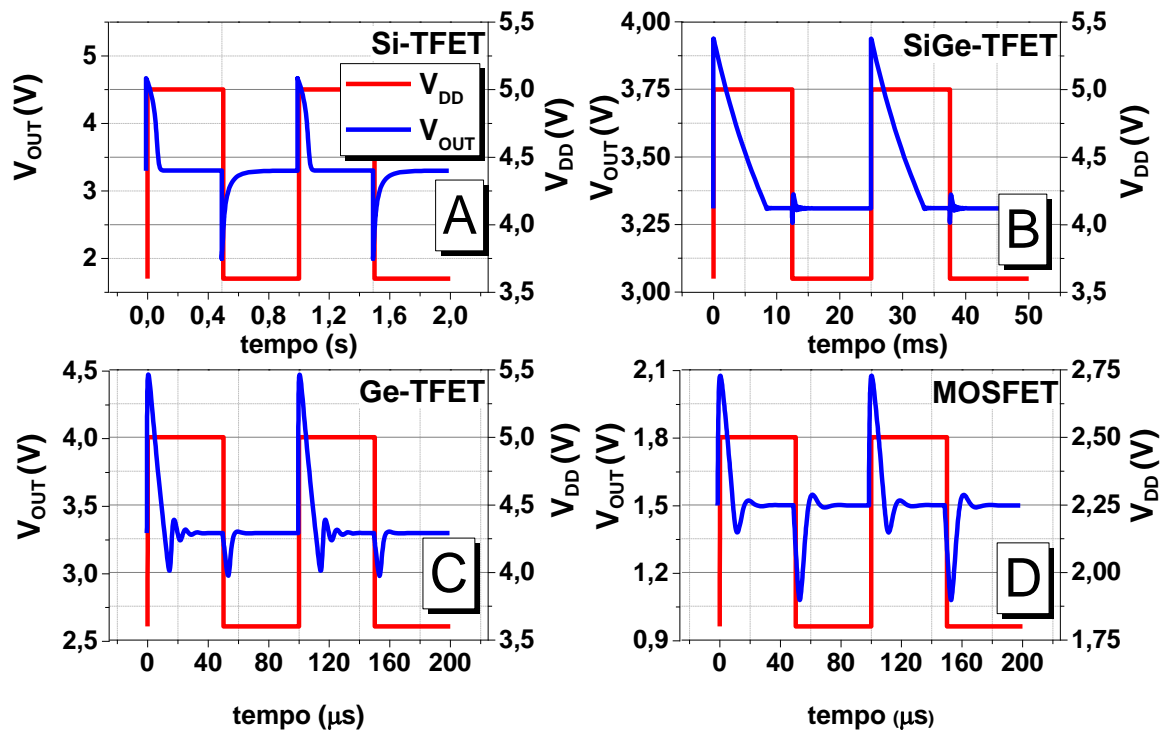 Si-TFET
V_DD
V_OUT
A
V_OUT (V)
5
4
3
2
5,5
5,0
4,5
4,0
3,5
V_DD (V)
0,0 0,4 0,8 1,2 1,6 2,0
tempo (s)
SiGe-TFET
B
V_OUT (V)
4,00
3,75
3,50
3,25
3,00
5,5
5,0
4,5
4,0
3,5
V_DD (V)
0 10 20 30 40 50
tempo (ms)
Ge-TFET
C
V_OUT (V)
4,5
4,0
3,5
3,0
2,5
5,5
5,0
4,5
4,0
3,5
V_DD (V)
0 40 80 120 160 200
tempo (μs)
MOSFET
D
V_OUT (V)
2,1
1,8
1,5
1,2
0,9
2,75
2,50
2,25
2,00
1,75
V_DD (V)
0 40 80 120 160 200
tempo (μs)